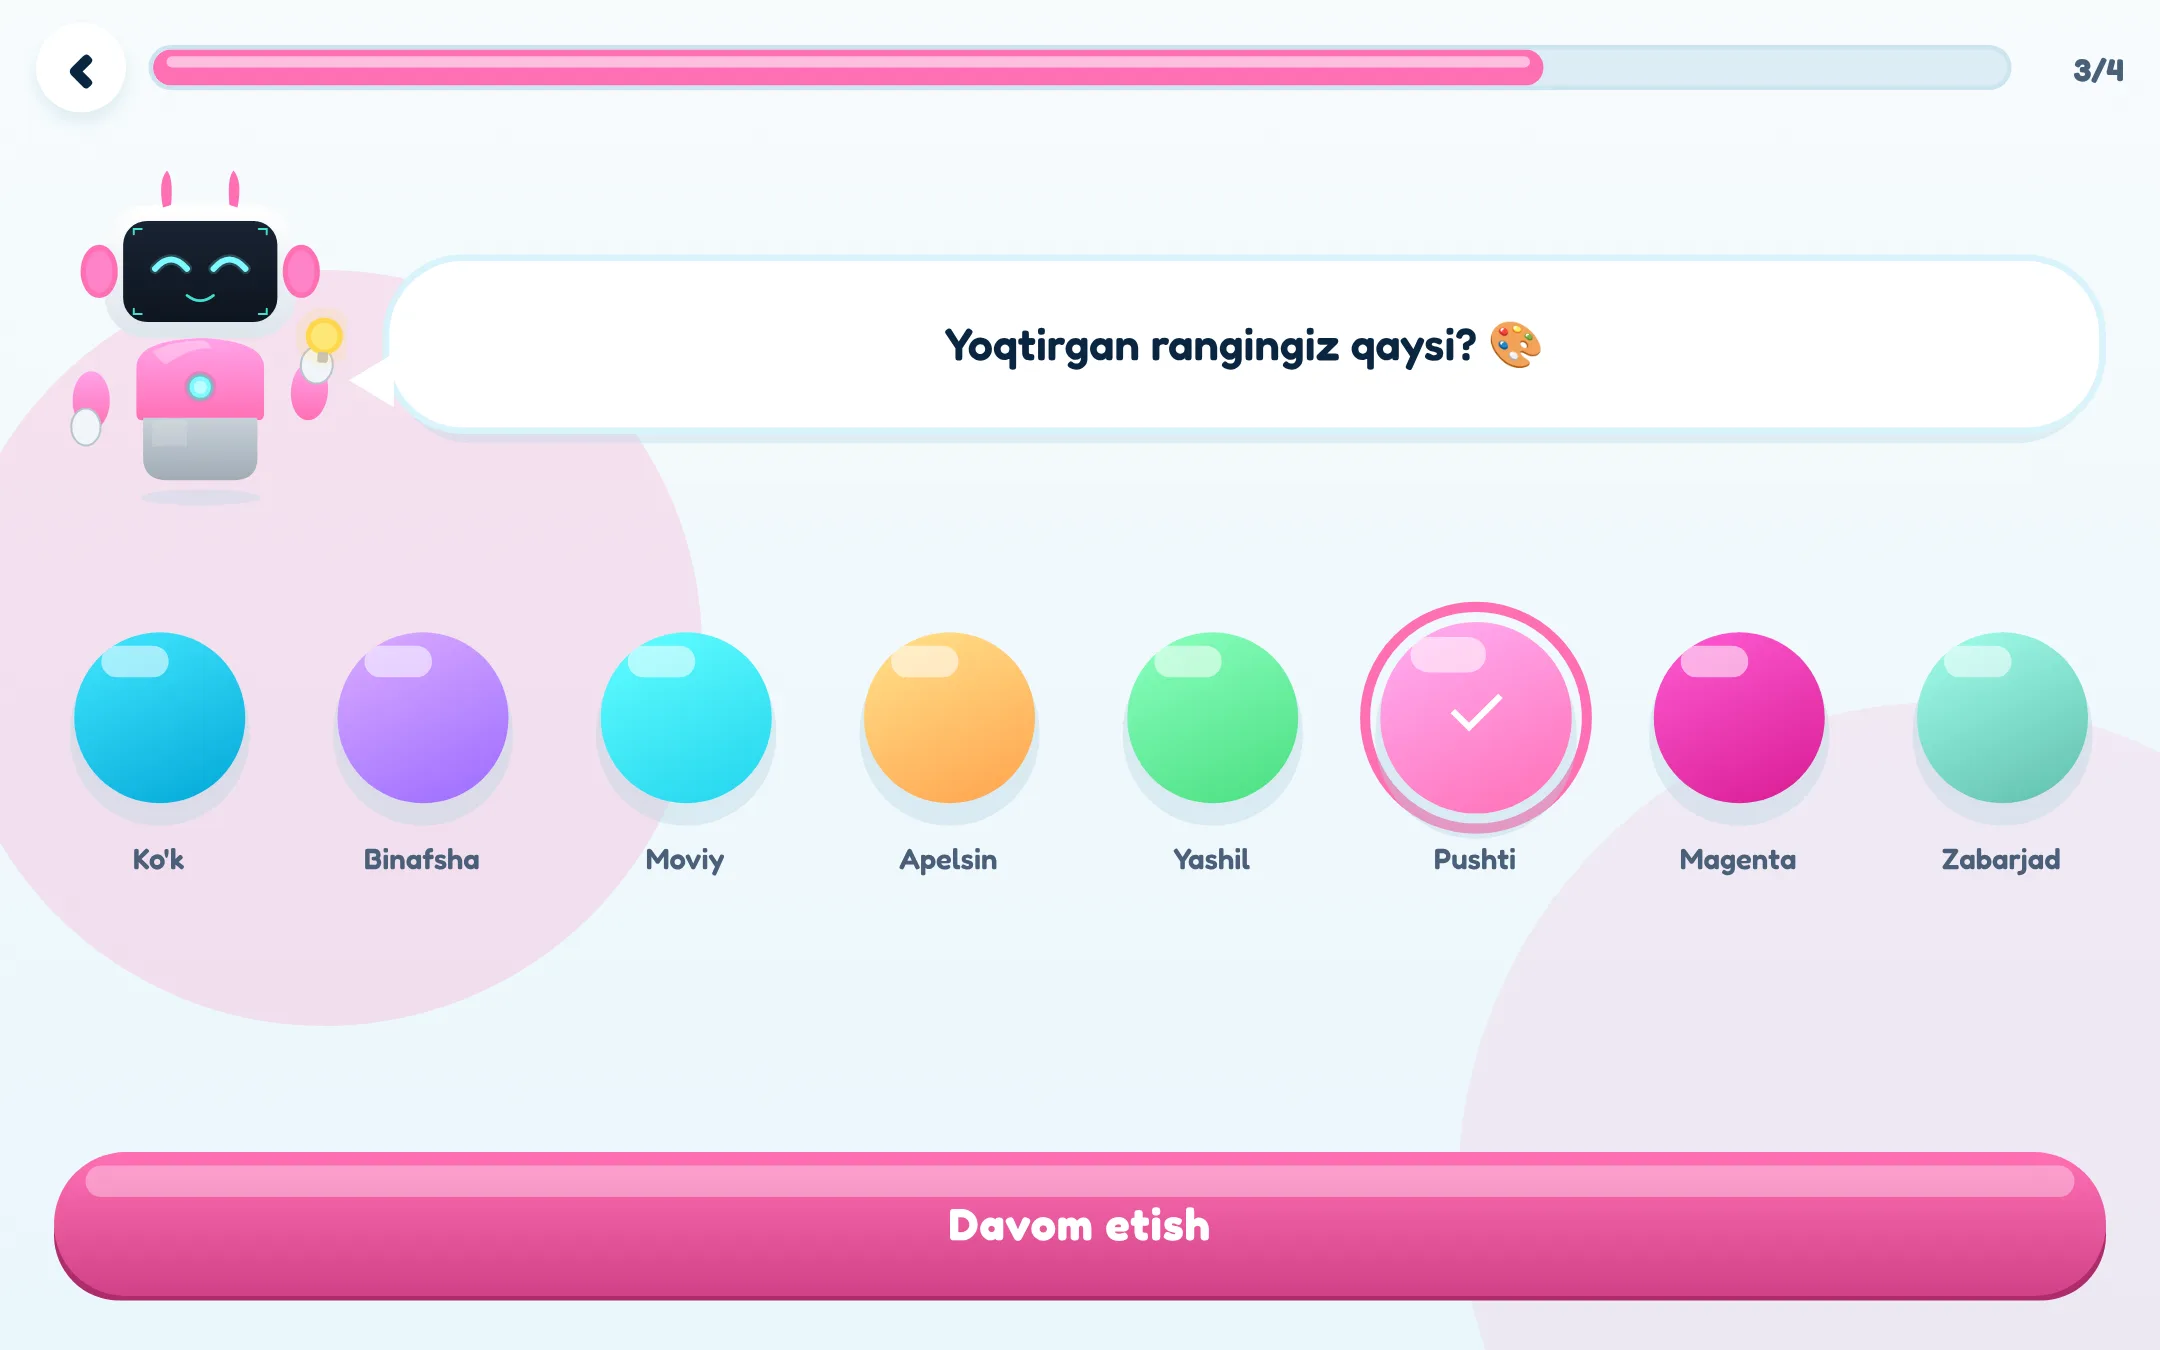 3/4
Yoqtirgan rangingiz qaysi? 🎨
Ko'k
Binafsha
Moviy
Apelsin
Yashil
Pushti
Magenta
Zabarjad
Davom etish